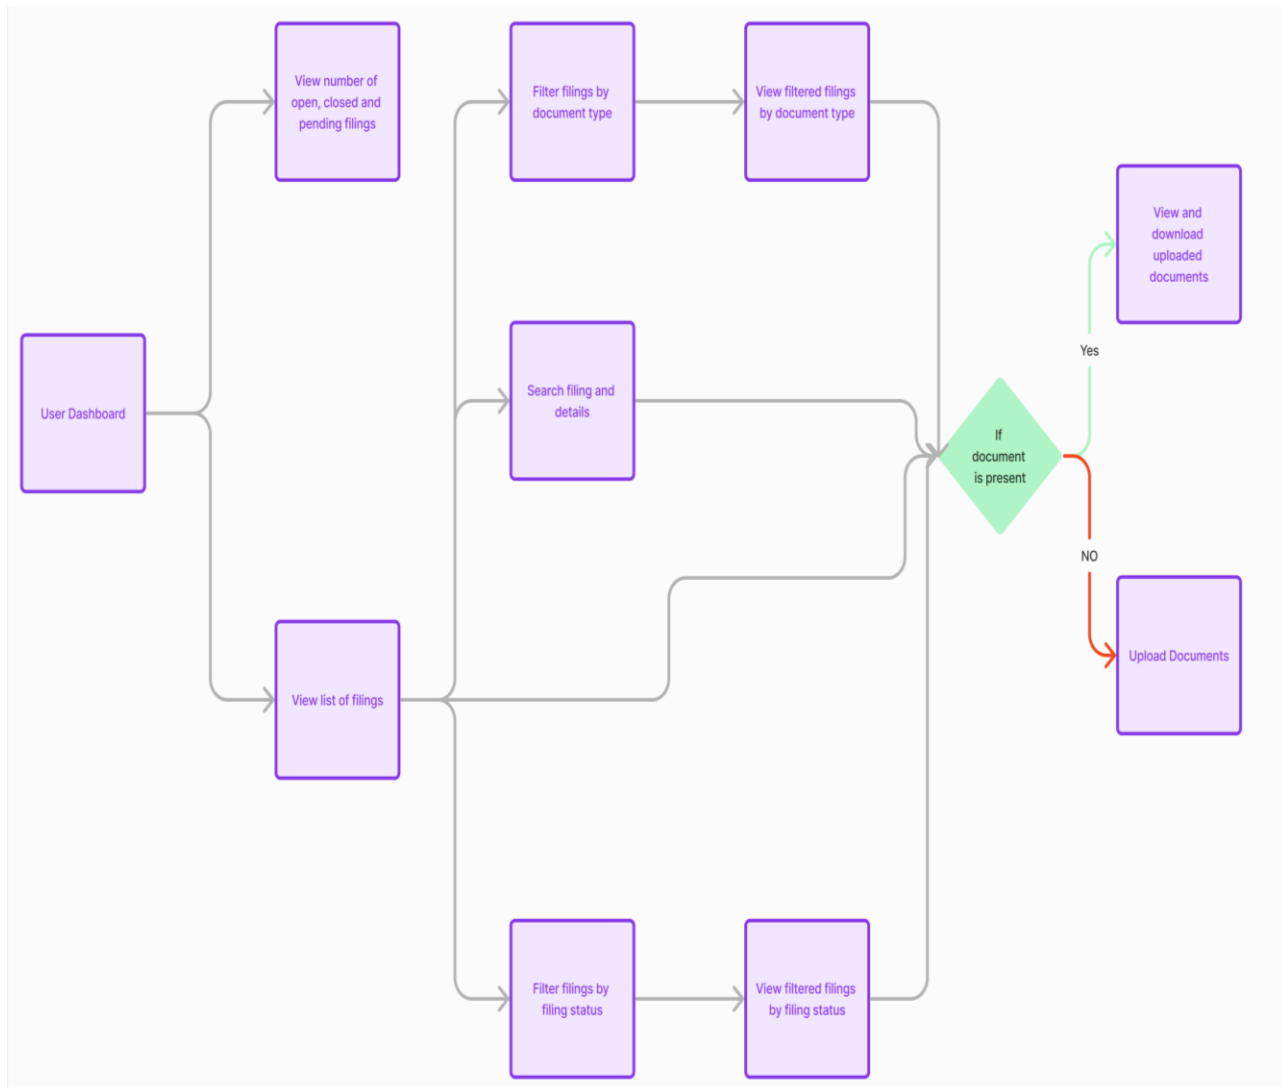 View number of
open, closed and
pending filings
Filter filings by
document type
View filtered filings
by document type
View and
download
uploaded
documents
Yes
User Dashboard
Search filing and
details
If
document
is present
NO
View list of filings
Upload Documents
Filter filings by
filing status
View filtered filings
by filing status